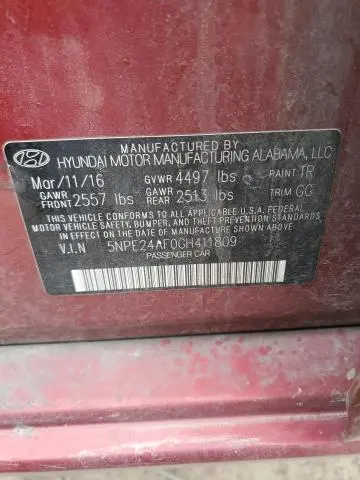 MANUFACTURED BY
HYUNDAI MOTOR MANUFACTURING ALABAMA, LLC
Mar/11/16 GVWR 4497 lbs PAINT TR
GAWR FRONT 2557 lbs GAWR REAR 2513 lbs TRIM GG
THIS VEHICLE CONFORMS TO ALL APPLICABLE U.S.A. FEDERAL
MOTOR VEHICLE SAFETY, BUMPER, AND THEFT PREVENTION STANDARDS
IN EFFECT ON THE DATE OF MANUFACTURE SHOWN ABOVE.
V.I.N 5NPE24AF0GH411809
PASSENGER CAR